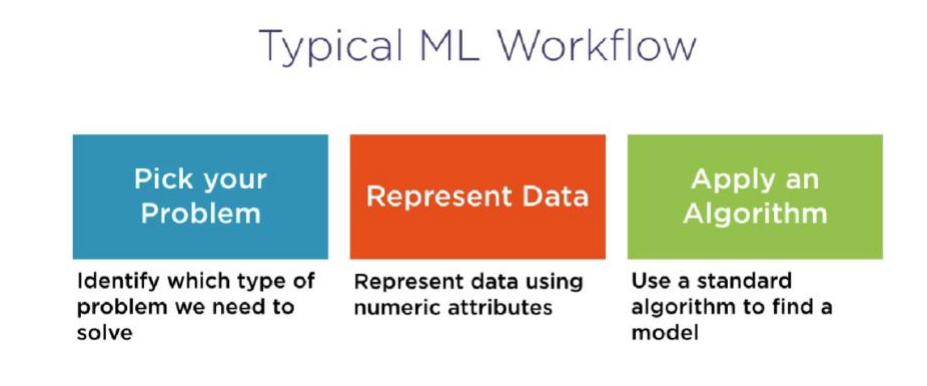 Typical ML Workflow
Pick your
Problem
Identify which type of
problem we need to
solve
Represent Data
Represent data using
numeric attributes
Apply an
Algorithm
Use a standard
algorithm to find a
model